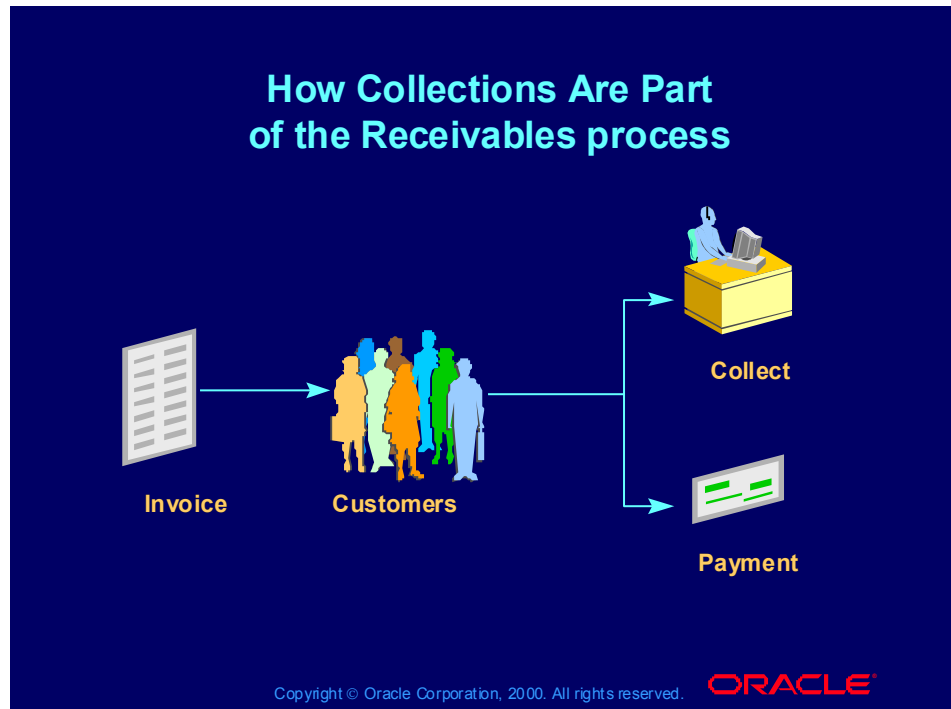 How Collections Are Part
of the Receivables process
Collect
Invoice
Customers
Payment
Copyright © Oracle Corporation, 2000. All rights reserved.
ORACLE®